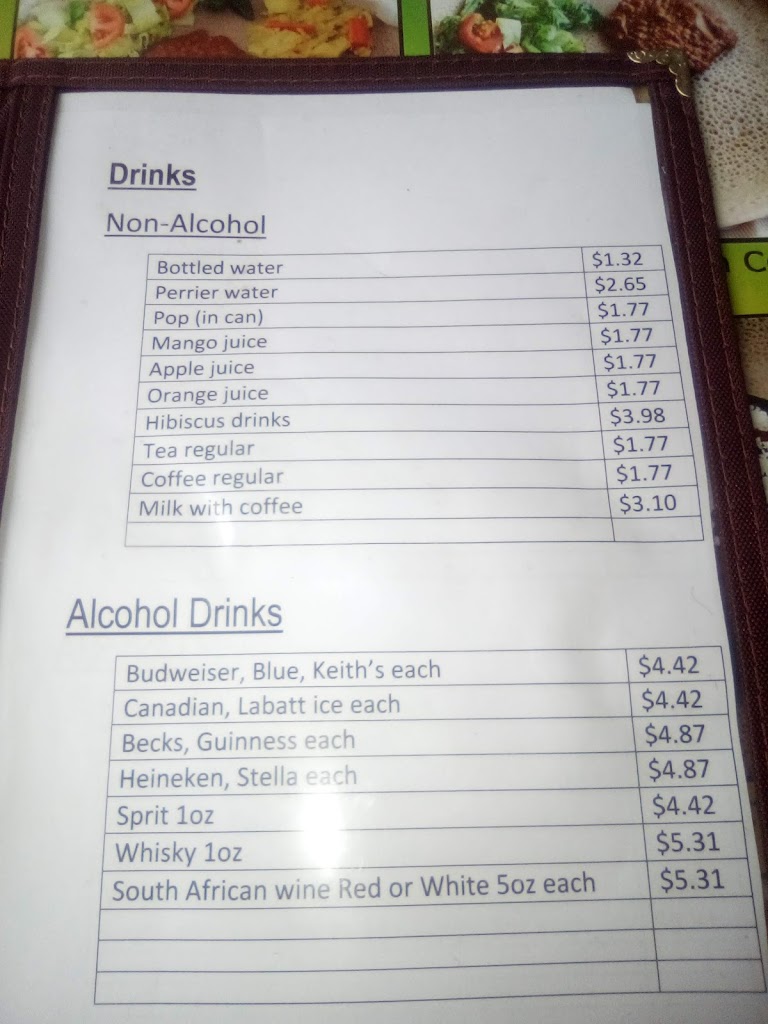 Drinks
Non-Alcohol
Bottled water $1.32
Perrier water $2.65
Pop (in can) $1.77
Mango juice $1.77
Apple juice $1.77
Orange juice $1.77
Hibiscus drinks $3.98
Tea regular $1.77
Coffee regular $1.77
Milk with coffee $3.10
Alcohol Drinks
Budweiser, Blue, Keith's each $4.42
Canadian, Labatt ice each $4.42
Becks, Guinness each $4.87
Heineken, Stella each $4.87
Sprit 1oz $4.42
Whisky 1oz $5.31
South African wine Red or White 5oz each $5.31